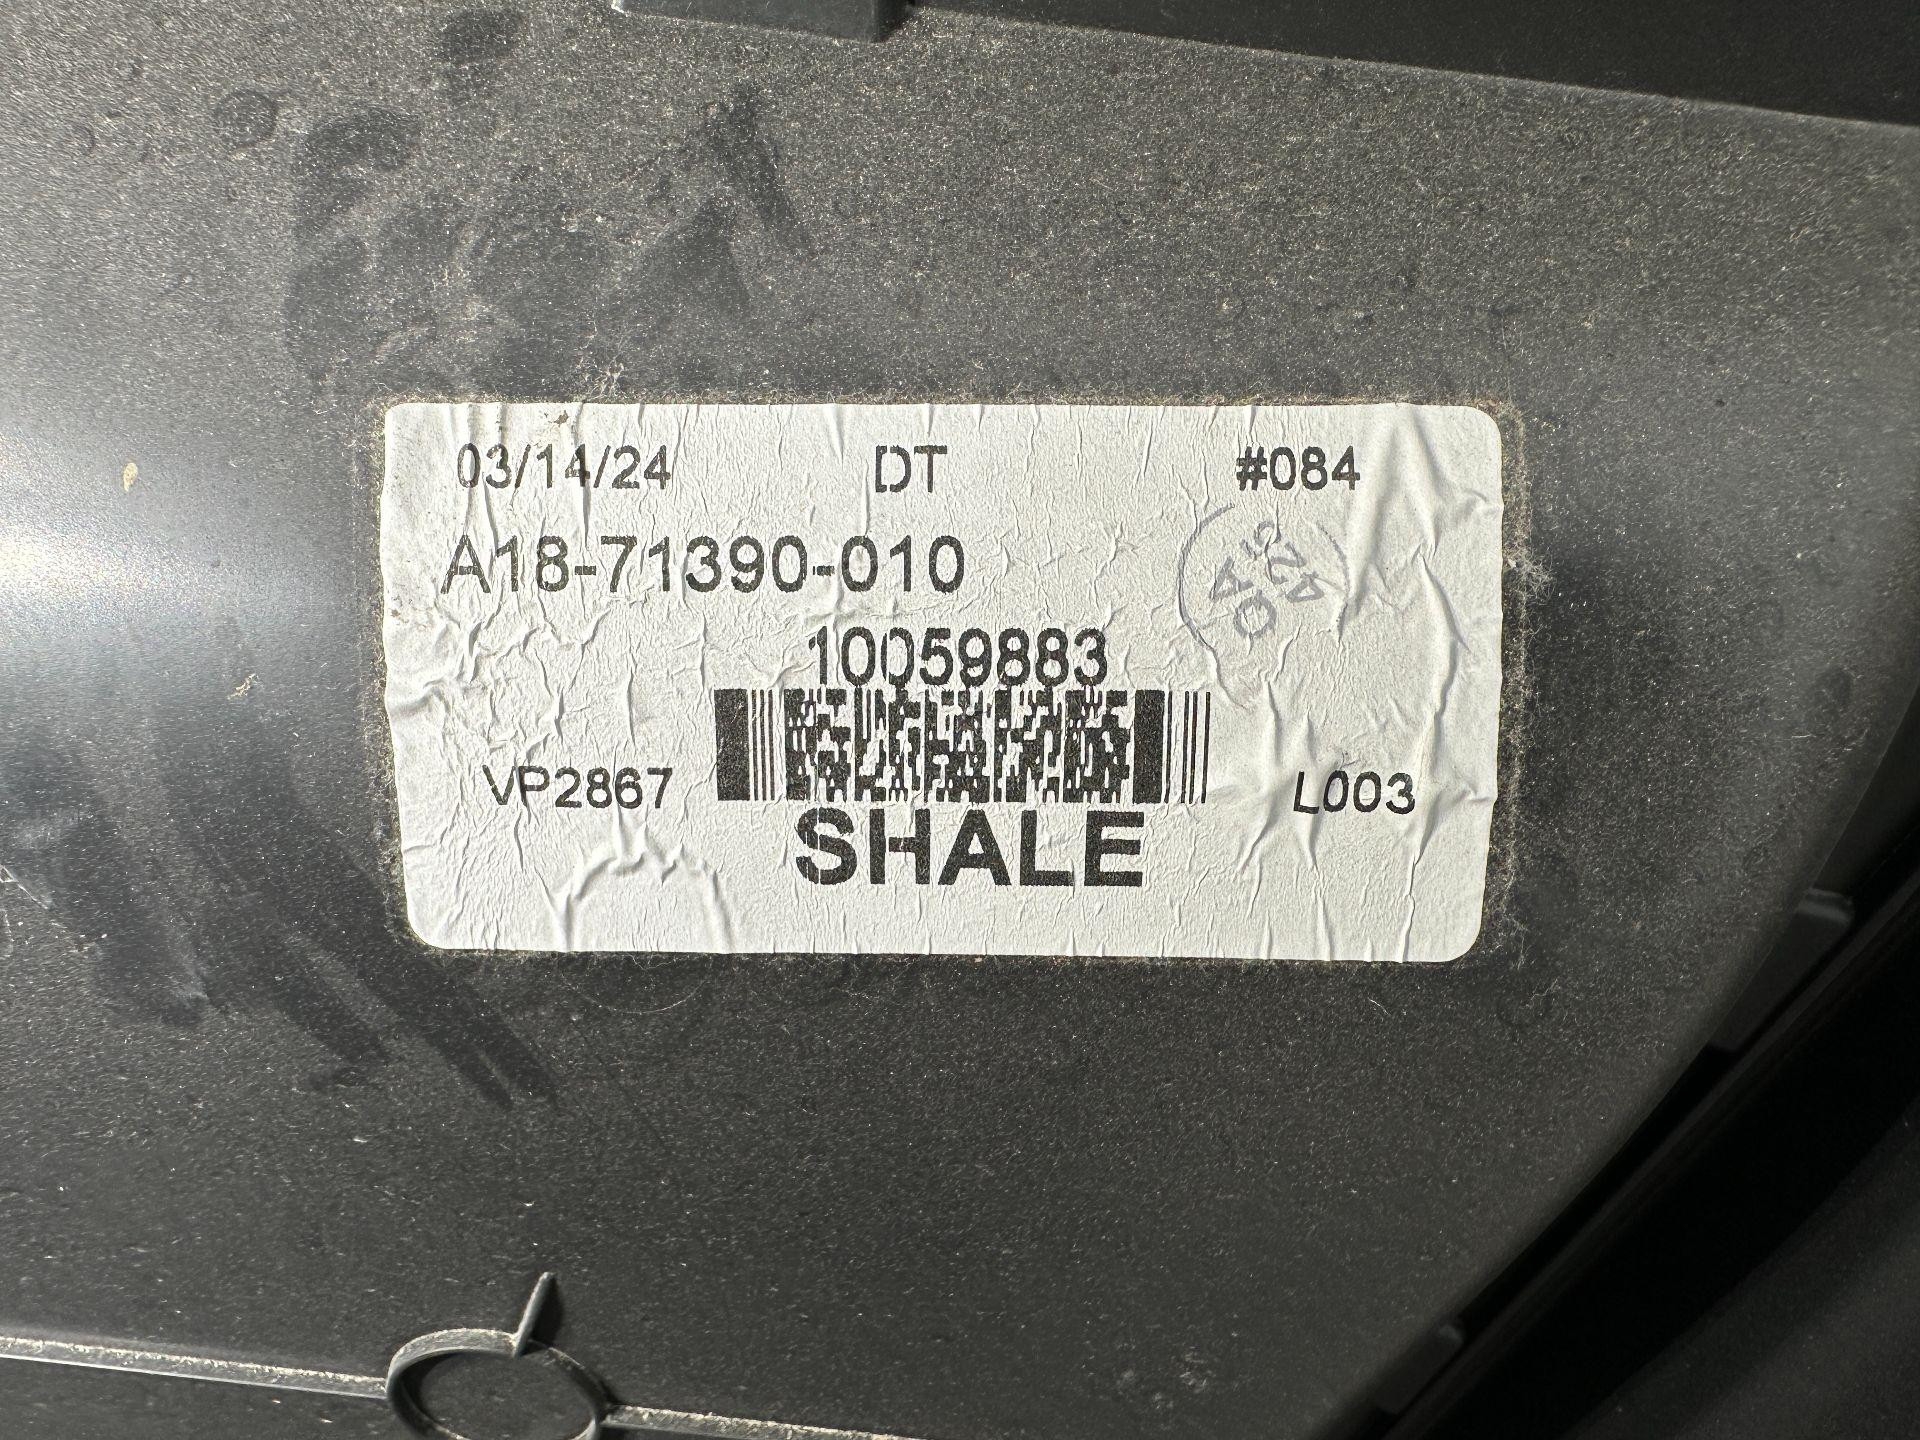 03/14/24 DT #084
A18-71390-010
10059883
VP2867 L003
SHALE